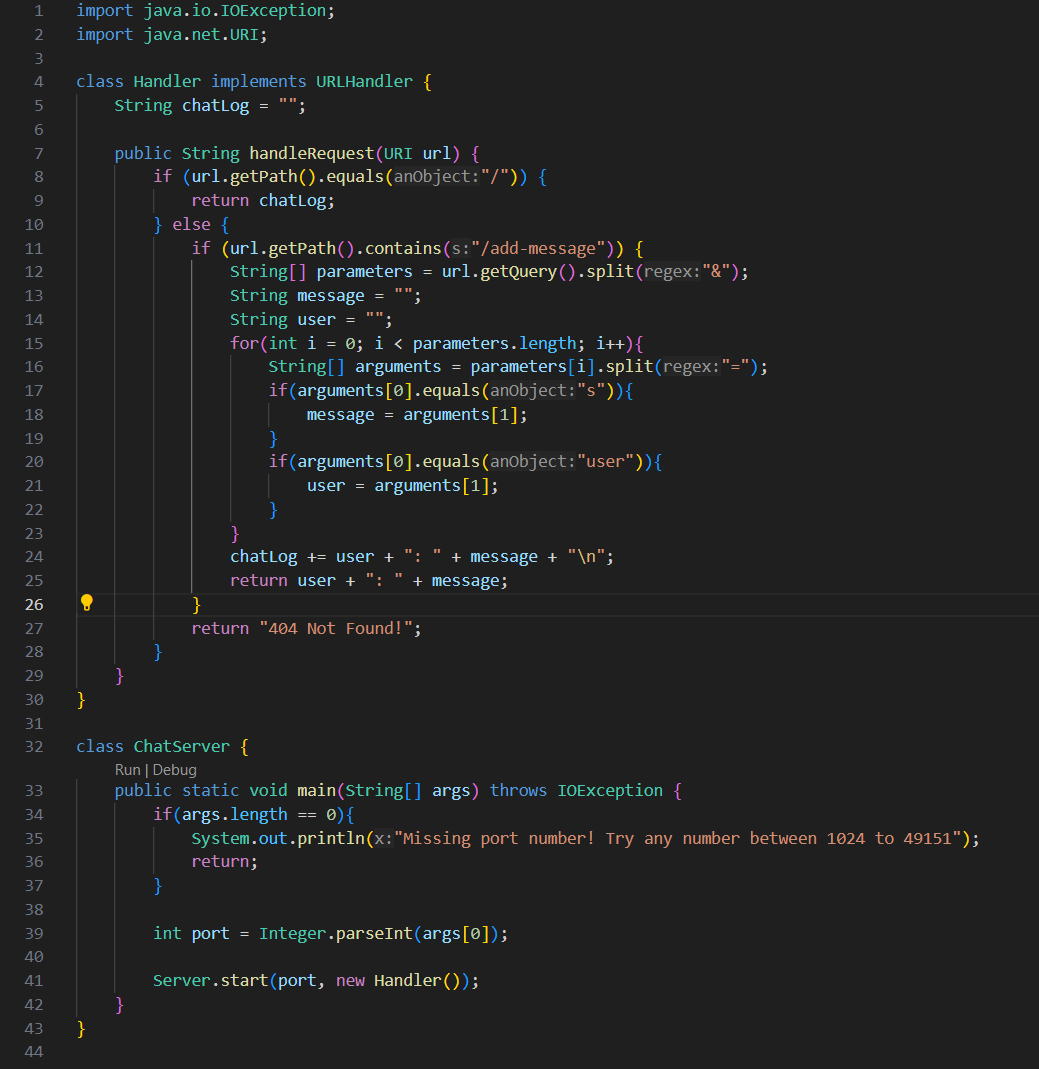 1 import java.io.IOException;
2 import java.net.URI;
3
4 class Handler implements URLHandler {
5     String chatLog = "";
6
7     public String handleRequest(URI url) {
8         if (url.getPath().equals(anObject:"/")) {
9             return chatLog;
10         } else {
11             if (url.getPath().contains(s:"/add-message")) {
12                 String[] parameters = url.getQuery().split(regex:"&");
13                 String message = "";
14                 String user = "";
15                 for(int i = 0; i < parameters.length; i++){
16                     String[] arguments = parameters[i].split(regex:"=");
17                     if(arguments[0].equals(anObject:"s")){
18                         message = arguments[1];
19                     }
20                     if(arguments[0].equals(anObject:"user")){
21                         user = arguments[1];
22                     }
23                 }
24                 chatLog += user + ": " + message + "\n";
25                 return user + ": " + message;
26             }
27             return "404 Not Found!";
28         }
29     }
30 }
31
32 class ChatServer {
Run | Debug
33     public static void main(String[] args) throws IOException {
34         if(args.length == 0){
35             System.out.println(x:"Missing port number! Try any number between 1024 to 49151");
36             return;
37         }
38
39         int port = Integer.parseInt(args[0]);
40
41         Server.start(port, new Handler());
42     }
43 }
44